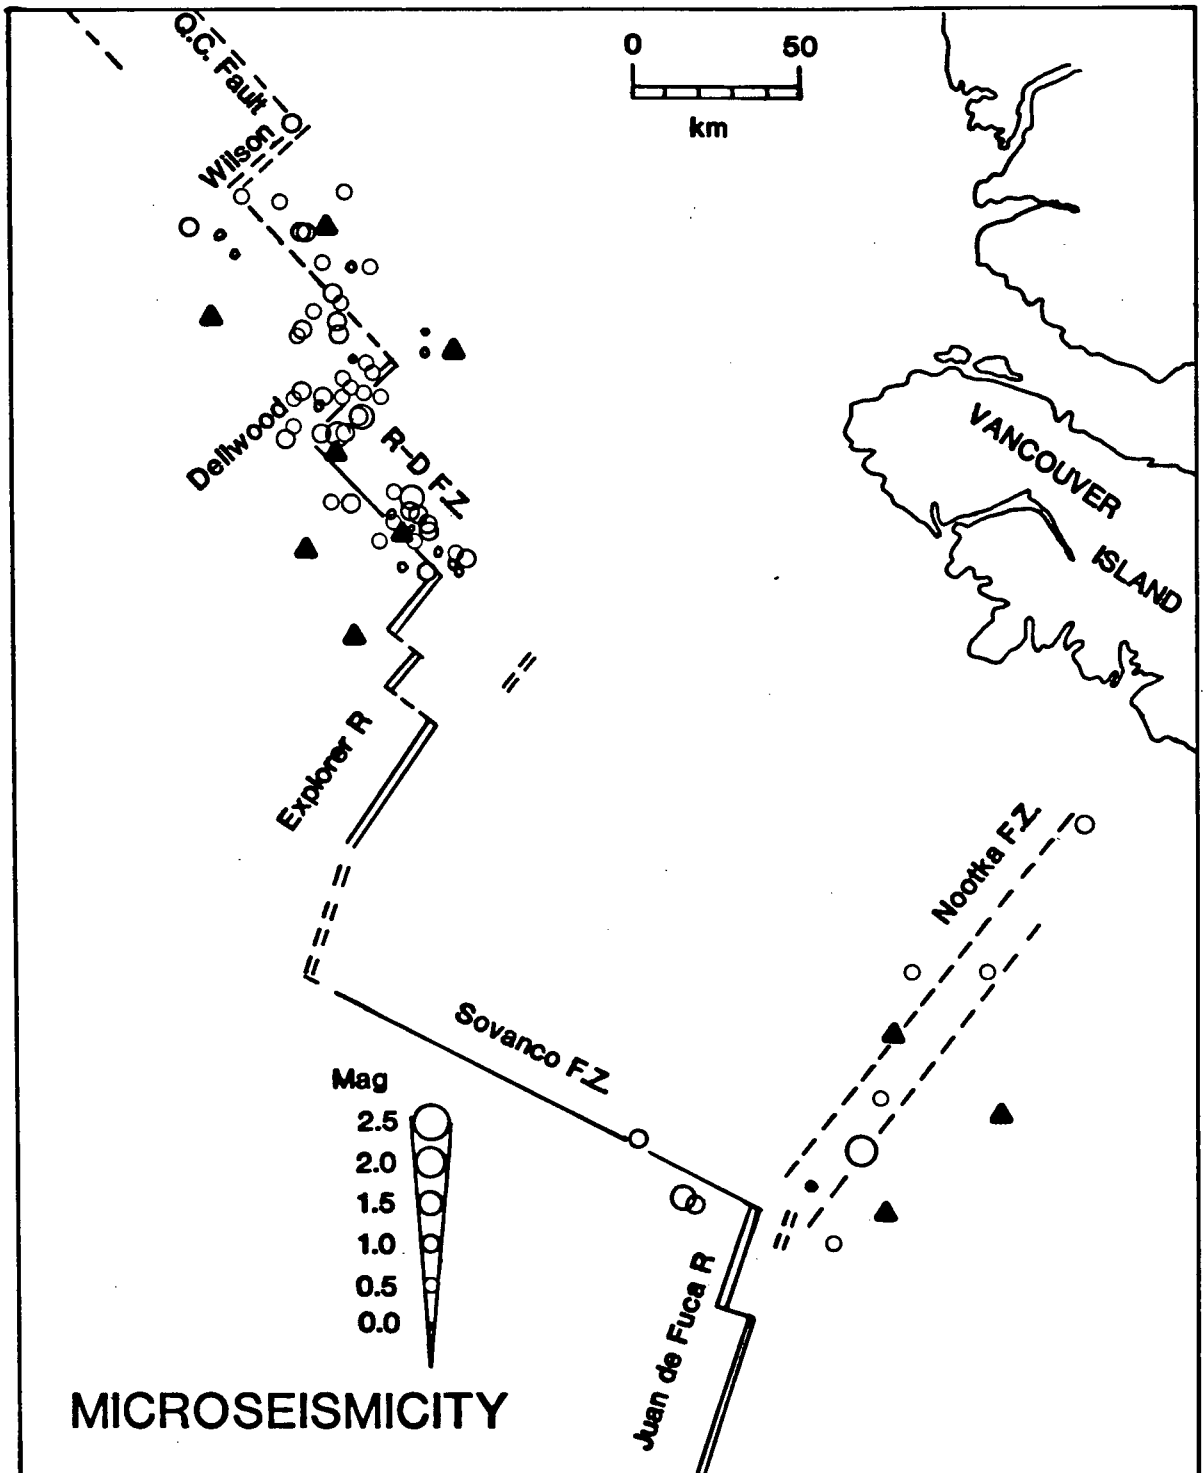 Q.C. Fault
0 50
km
Wilson
Dellwood
R-D F.Z.
VANCOUVER
ISLAND
Explorer R
Nootka F.Z.
Sovanco F.Z.
Mag
2.5
2.0
1.5
1.0
0.5
0.0
Juan de Fuca R
MICROSEISMICITY